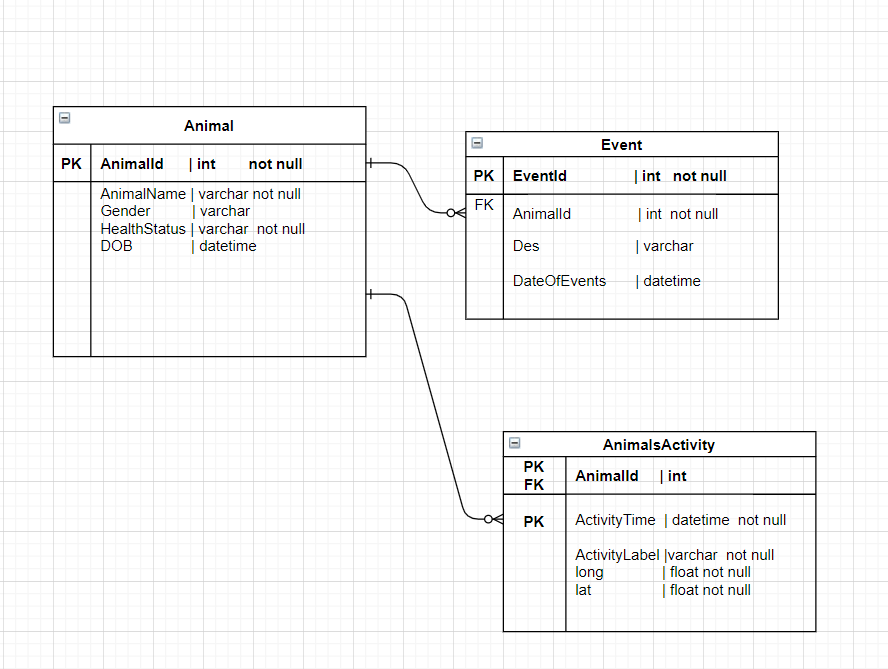 Animal
PK AnimalId | int not null
AnimalName | varchar not null
Gender | varchar
HealthStatus | varchar not null
DOB | datetime
Event
PK EventId | int not null
FK
AnimalId | int not null
Des | varchar
DateOfEvents | datetime
AnimalsActivity
PK
FK
AnimalId | int
PK ActivityTime | datetime not null
ActivityLabel |varchar not null
long | float not null
lat | float not null